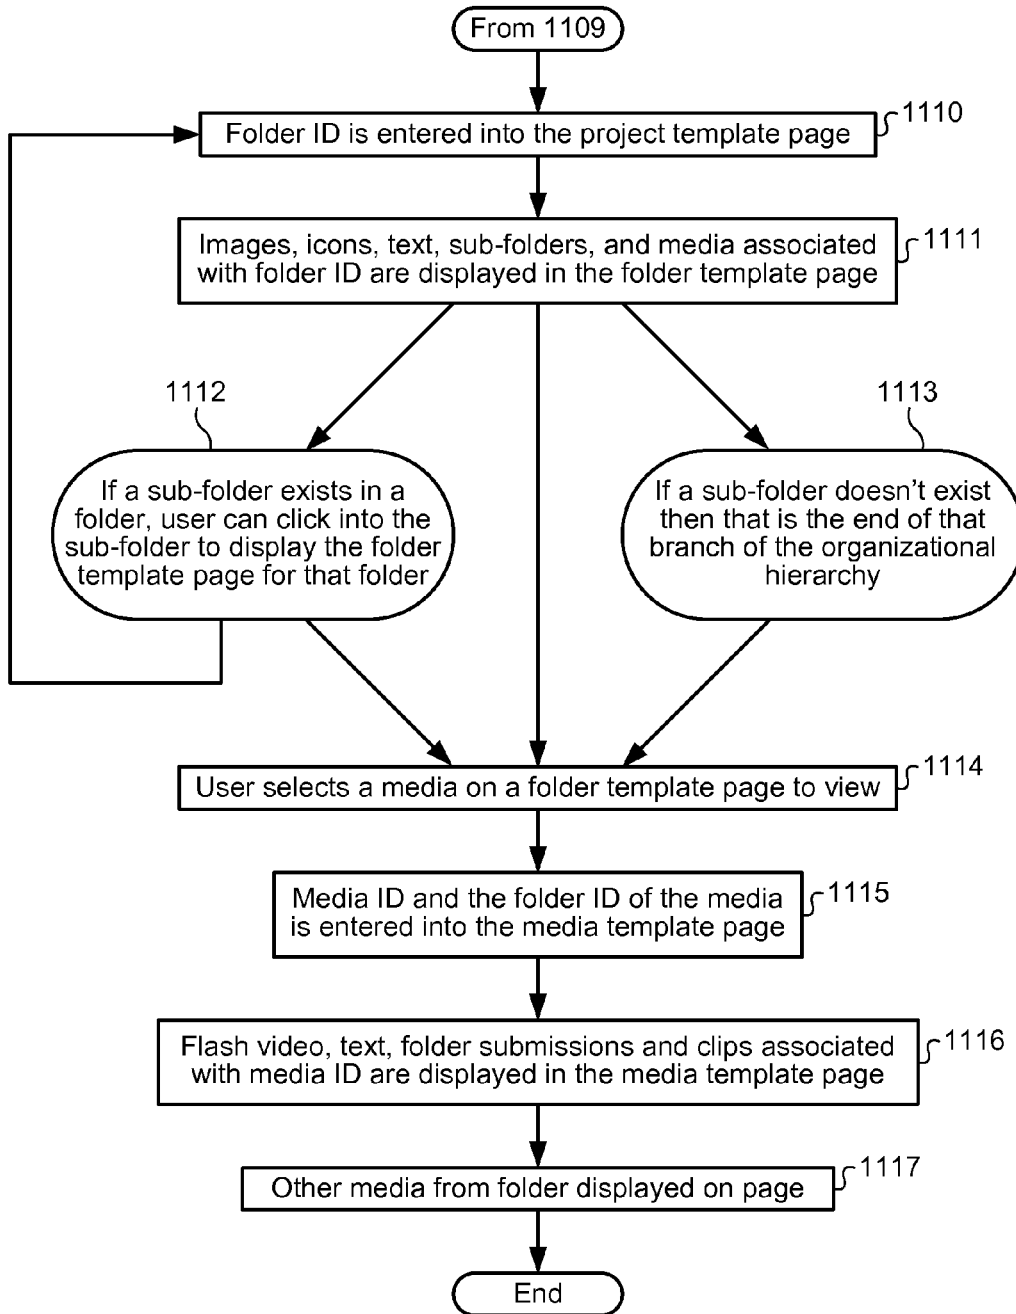 From 1109
Folder ID is entered into the project template page
1110
Images, icons, text, sub-folders, and media associated
with folder ID are displayed in the folder template page
1111
1112
If a sub-folder exists in a
folder, user can click into the
sub-folder to display the folder
template page for that folder
1113
If a sub-folder doesn't exist
then that is the end of that
branch of the organizational
hierarchy
User selects a media on a folder template page to view
1114
Media ID and the folder ID of the media
is entered into the media template page
1115
Flash video, text, folder submissions and clips associated
with media ID are displayed in the media template page
1116
Other media from folder displayed on page
1117
End